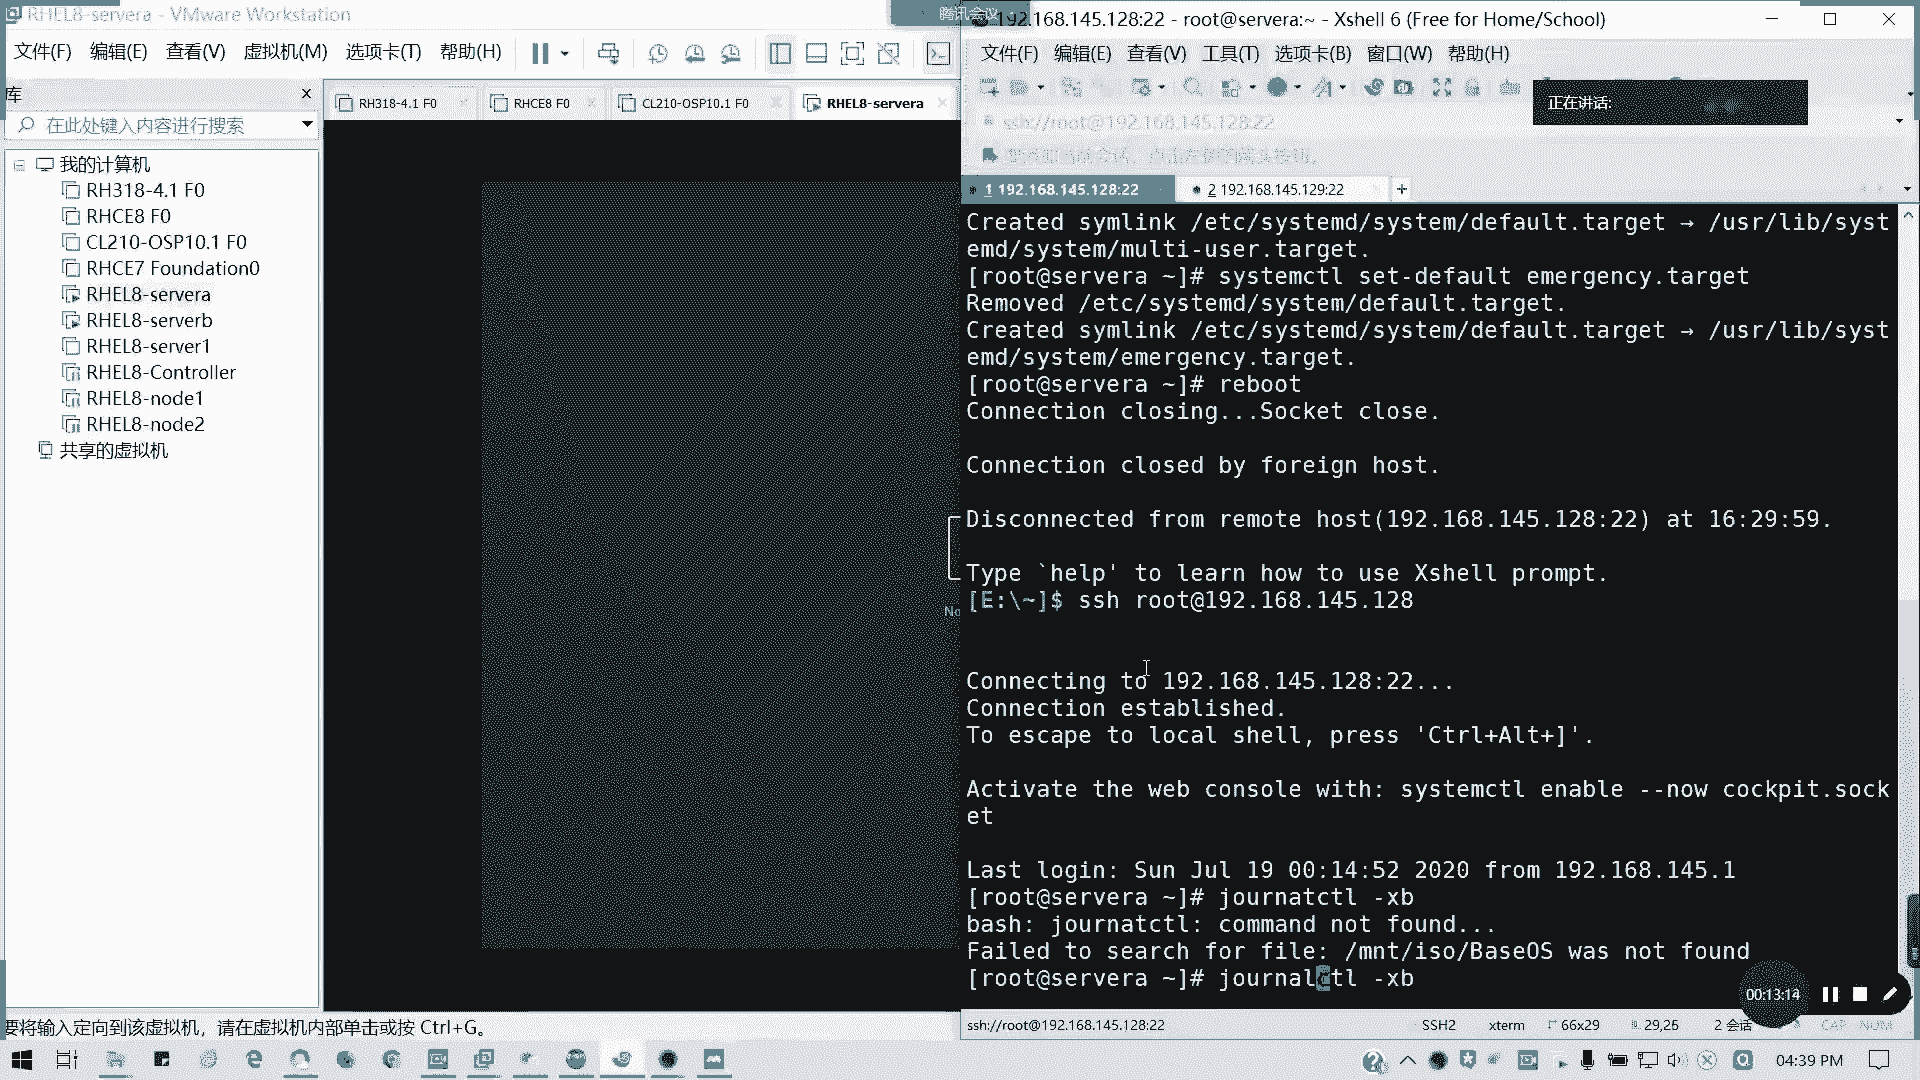 RHEL8-servera - VMware Workstation
文件(F) 编辑(E) 查看(V) 虚拟机(M) 选项卡(T) 帮助(H)
库
在此处键入内容进行搜索
我的计算机
RH318-4.1 F0
RHCE8 F0
CL210-OSP10.1 F0
RHCE7 Foundation0
RHEL8-servera
RHEL8-serverb
RHEL8-server1
RHEL8-Controller
RHEL8-node1
RHEL8-node2
共享的虚拟机
RH318-4.1 F0 RHCE8 F0 CL210-OSP10.1 F0 RHEL8-servera
No
要将输入定向到该虚拟机，请在虚拟机内部单击或按 Ctrl+G。
腾讯会议
192.168.145.128:22 - root@servera:~ - Xshell 6 (Free for Home/School)
文件(F) 编辑(E) 查看(V) 工具(T) 选项卡(B) 窗口(W) 帮助(H)
正在讲话:
ssh://root@192.168.145.128:22
1 192.168.145.128:22 2 192.168.145.129:22
Created symlink /etc/systemd/system/default.target → /usr/lib/syst
emd/system/multi-user.target.
[root@servera ~]# systemctl set-default emergency.target
Removed /etc/systemd/system/default.target.
Created symlink /etc/systemd/system/default.target → /usr/lib/syst
emd/system/emergency.target.
[root@servera ~]# reboot
Connection closing...Socket close.
Connection closed by foreign host.
Disconnected from remote host(192.168.145.128:22) at 16:29:59.
Type `help' to learn how to use Xshell prompt.
[E:\~]$ ssh root@192.168.145.128
Connecting to 192.168.145.128:22...
Connection established.
To escape to local shell, press 'Ctrl+Alt+]'.
Activate the web console with: systemctl enable --now cockpit.sock
et
Last login: Sun Jul 19 00:14:52 2020 from 192.168.145.1
[root@servera ~]# journatctl -xb
bash: journatctl: command not found...
Failed to search for file: /mnt/iso/BaseOS was not found
[root@servera ~]# journalctl -xb
00:13:14
ssh://root@192.168.145.128:22 SSH2 xterm 66x29 29,25 2 会话 CAP NUM
04:39 PM